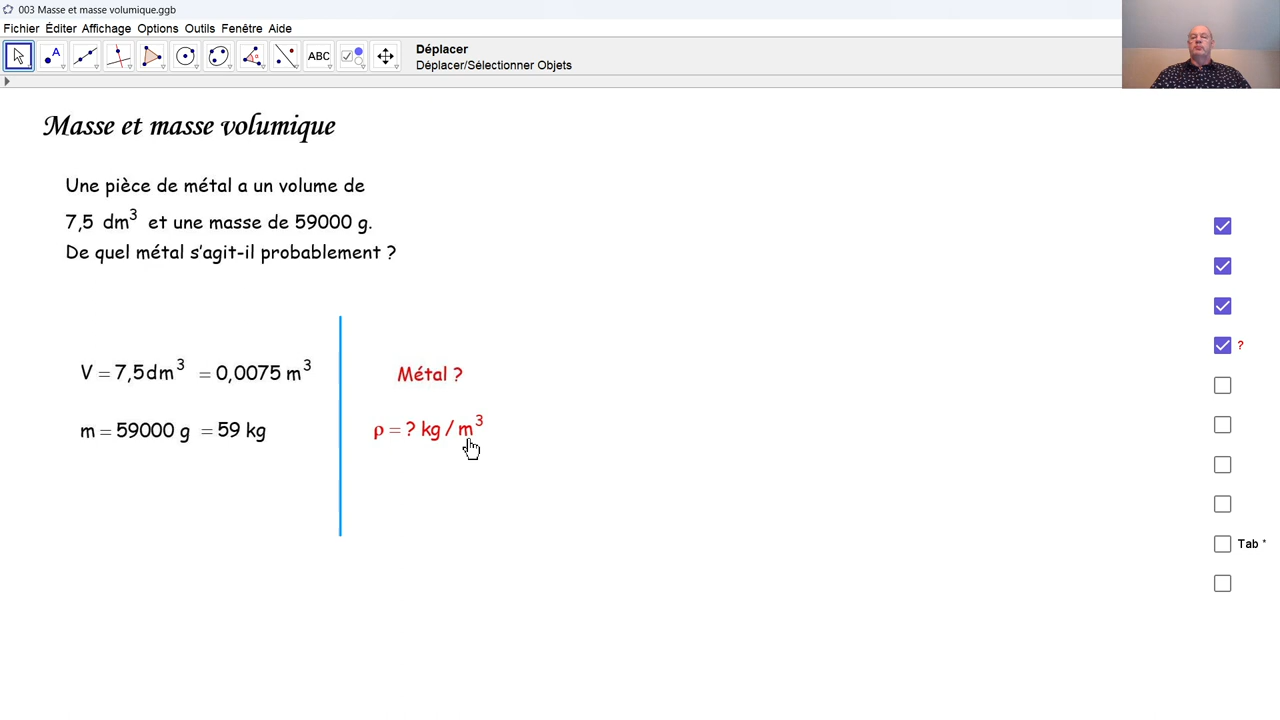 003 Masse et masse volumique.ggb
Fichier Éditer Affichage Options Outils Fenêtre Aide
A ABC
Déplacer
Déplacer/Sélectionner Objets
Masse et masse volumique
Une pièce de métal a un volume de
7,5 dm³ et une masse de 59000 g.
De quel métal s’agit-il probablement ?
V = 7,5dm³ = 0,0075 m³
m = 59000 g = 59 kg
Métal ?
ρ = ? kg / m³
?
Tab *